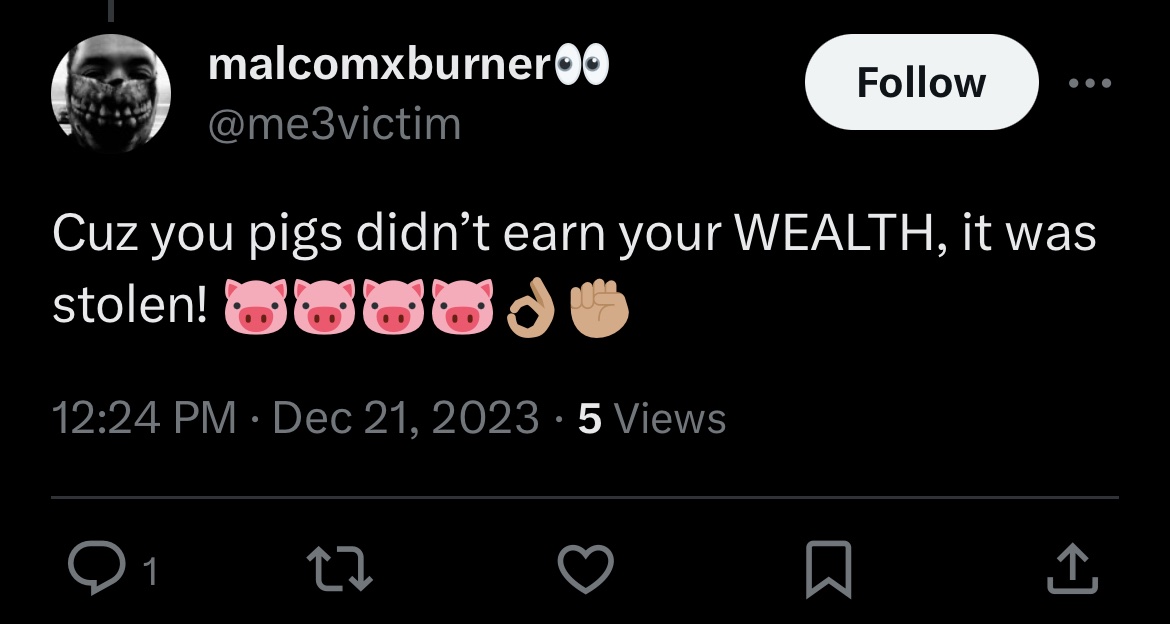 malcomxburner👀
Follow
@me3victim
Cuz you pigs didn’t earn your WEALTH, it was
stolen! 🐷🐷🐷🐷👌🏽✊🏽
12:24 PM · Dec 21, 2023 · 5 Views
1